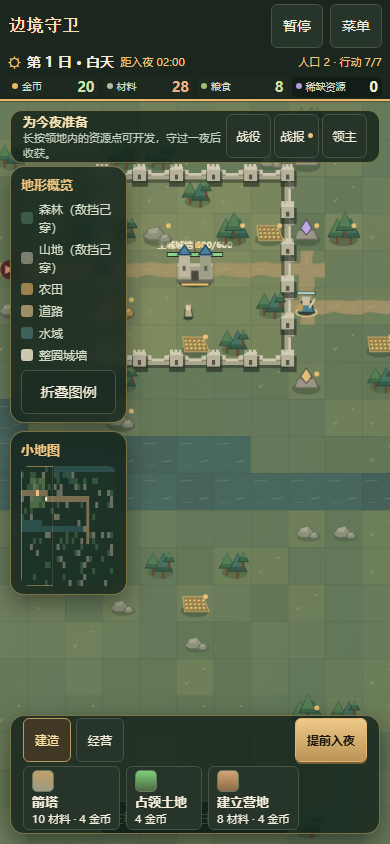 边境守卫
暂停
菜单
第 1 日 • 白天 距入夜 02:00
人口 2 · 行动 7/7
金币 20
材料 28
粮食 8
稀缺资源 0
为今夜准备
长按领地内的资源点可开发，守过一夜后
收获。
战役
战报
领主
地形概览
森林（敌挡己
穿）
山地（敌挡己
穿）
农田
道路
水域
整圈城墙
折叠图例
小地图
建造
经营
提前入夜
箭塔
10 材料 · 4 金币
占领土地
4 金币
建立营地
8 材料 · 4 金币